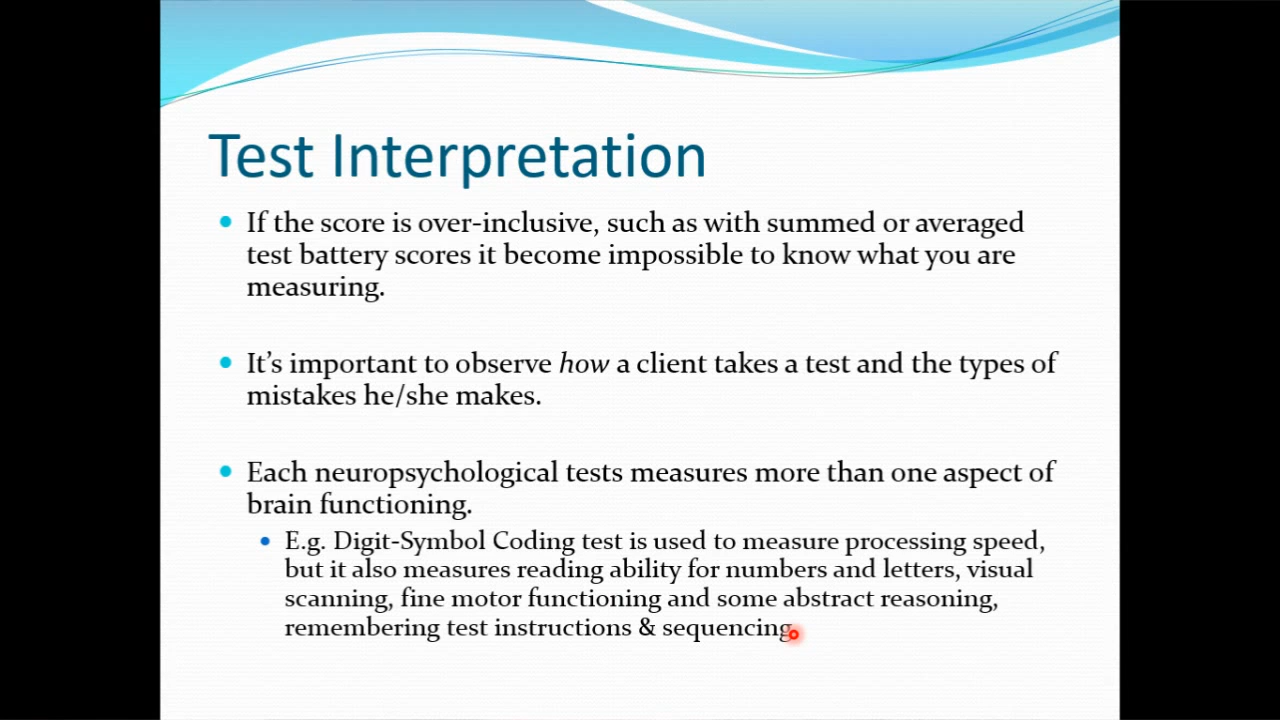 Test Interpretation
If the score is over-inclusive, such as with summed or averaged
test battery scores it become impossible to know what you are
measuring.
It's important to observe how a client takes a test and the types of
mistakes he/she makes.
Each neuropsychological tests measures more than one aspect of
brain functioning.
E.g. Digit-Symbol Coding test is used to measure processing speed,
but it also measures reading ability for numbers and letters, visual
scanning, fine motor functioning and some abstract reasoning,
remembering test instructions & sequencing.